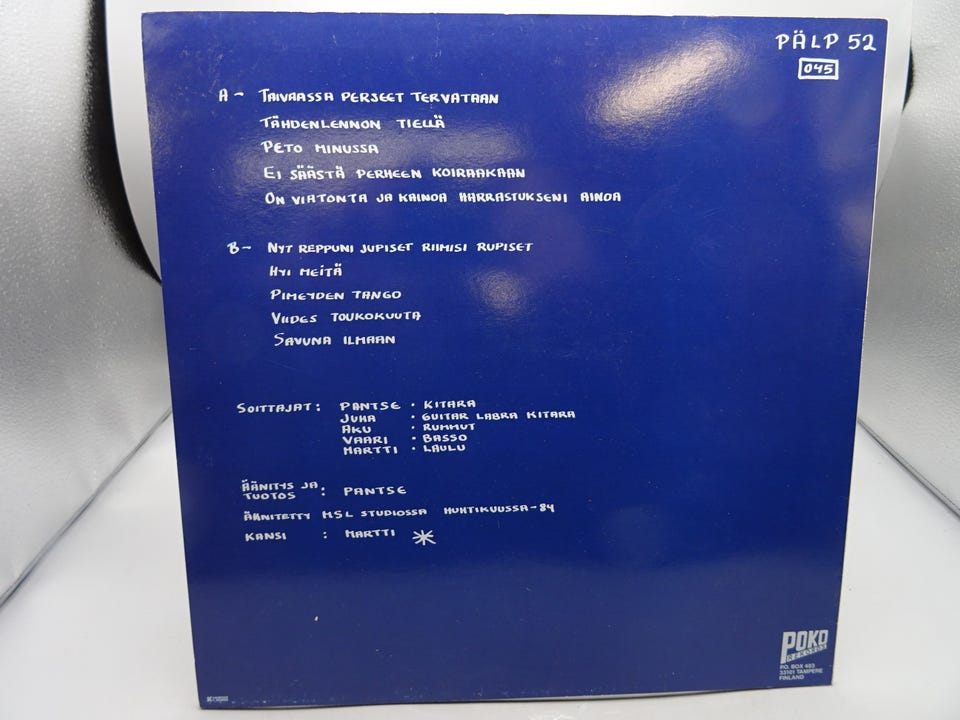 PÄLP 52
045
A - TAIVAASSA PERSEET TERVATAAN
TÄHDENLENNON TIELLÄ
PETO MINUSSA
EI SÄÄSTÄ PERHEEN KOIRAAKAAN
ON VIATONTA JA KAINOA HARRASTUKSENI AINOA
B - NYT REPPUNI JUPISET RIIMISI RUPISET
HYI MEITÄ
PIMEYDEN TANGO
VIIDES TOUKOKUUTA
SAVUNA ILMAAN
SOITTAJAT : PANTSE · KITARA
JUHA · GUITAR LABRA KITARA
AKU · RUMMUT
VAARI · BASSO
MARTTI · LAULU
ÄÄNITYS JA
TUOTOS : PANTSE
ÄÄNITETTY MSL STUDIOSSA HUHTIKUUSSA-84
KANSI : MARTTI
POKO
REKORDS
PO. BOX 483
33101 TAMPERE
FINLAND